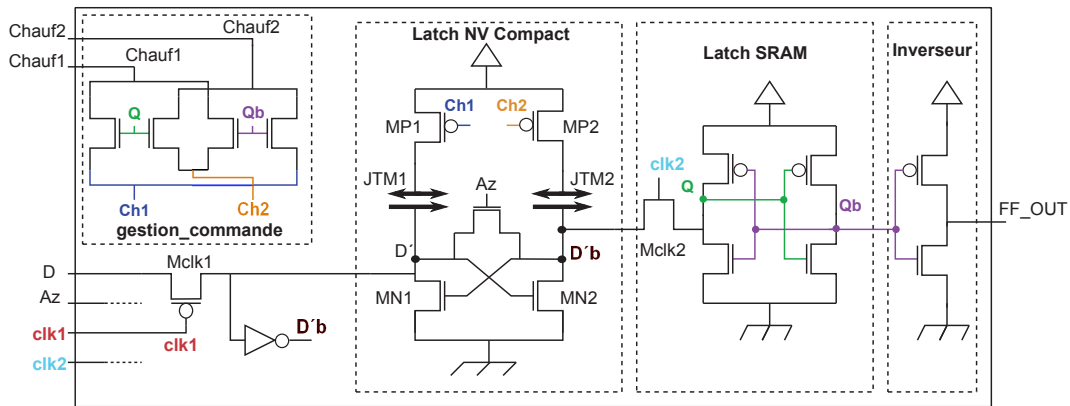 Chauf2
Chauf1
Chauf2
Chauf1
Q
Qb
Ch1
Ch2
gestion_commande
Latch NV Compact
Ch1
Ch2
MP1
MP2
JTM1
JTM2
Az
D´
D´b
MN1
MN2
Latch SRAM
clk2
Q
Mclk2
Qb
Inverseur
FF_OUT
D
Mclk1
Az
clk1
clk1
D´b
clk2